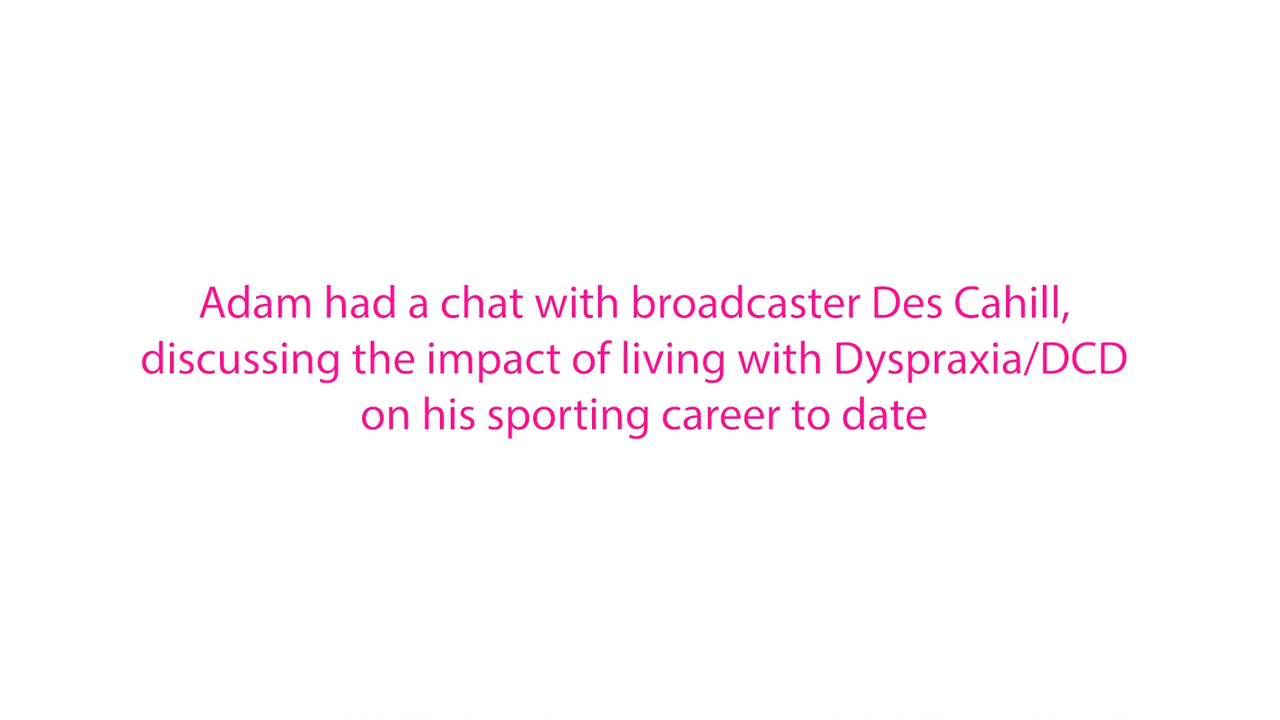 Adam had a chat with broadcaster Des Cahill,
discussing the impact of living with Dyspraxia/DCD
on his sporting career to date